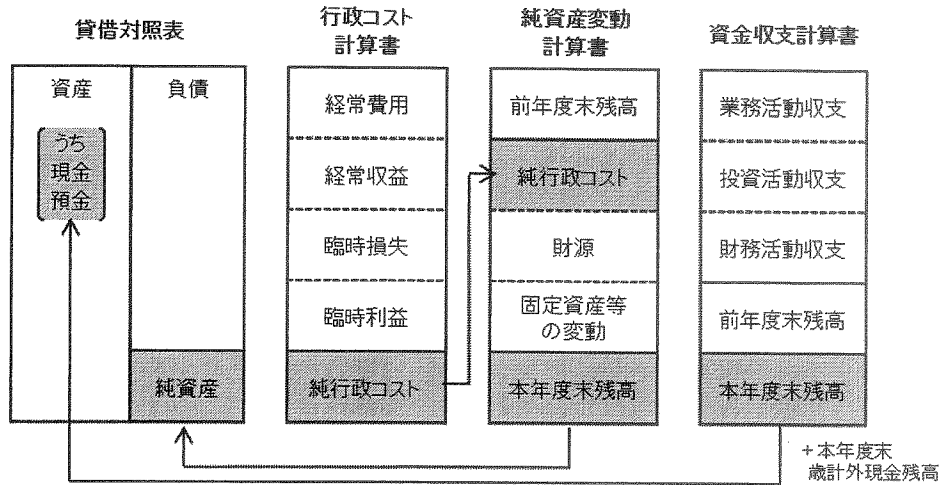 貸借対照表
資産
うち
現金
預金
負債
純資産
行政コスト
計算書
経常費用
経常収益
臨時損失
臨時利益
純行政コスト
純資産変動
計算書
前年度末残高
純行政コスト
財源
固定資産等
の変動
本年度末残高
資金収支計算書
業務活動収支
投資活動収支
財務活動収支
前年度末残高
本年度末残高
+本年度末
歳計外現金残高